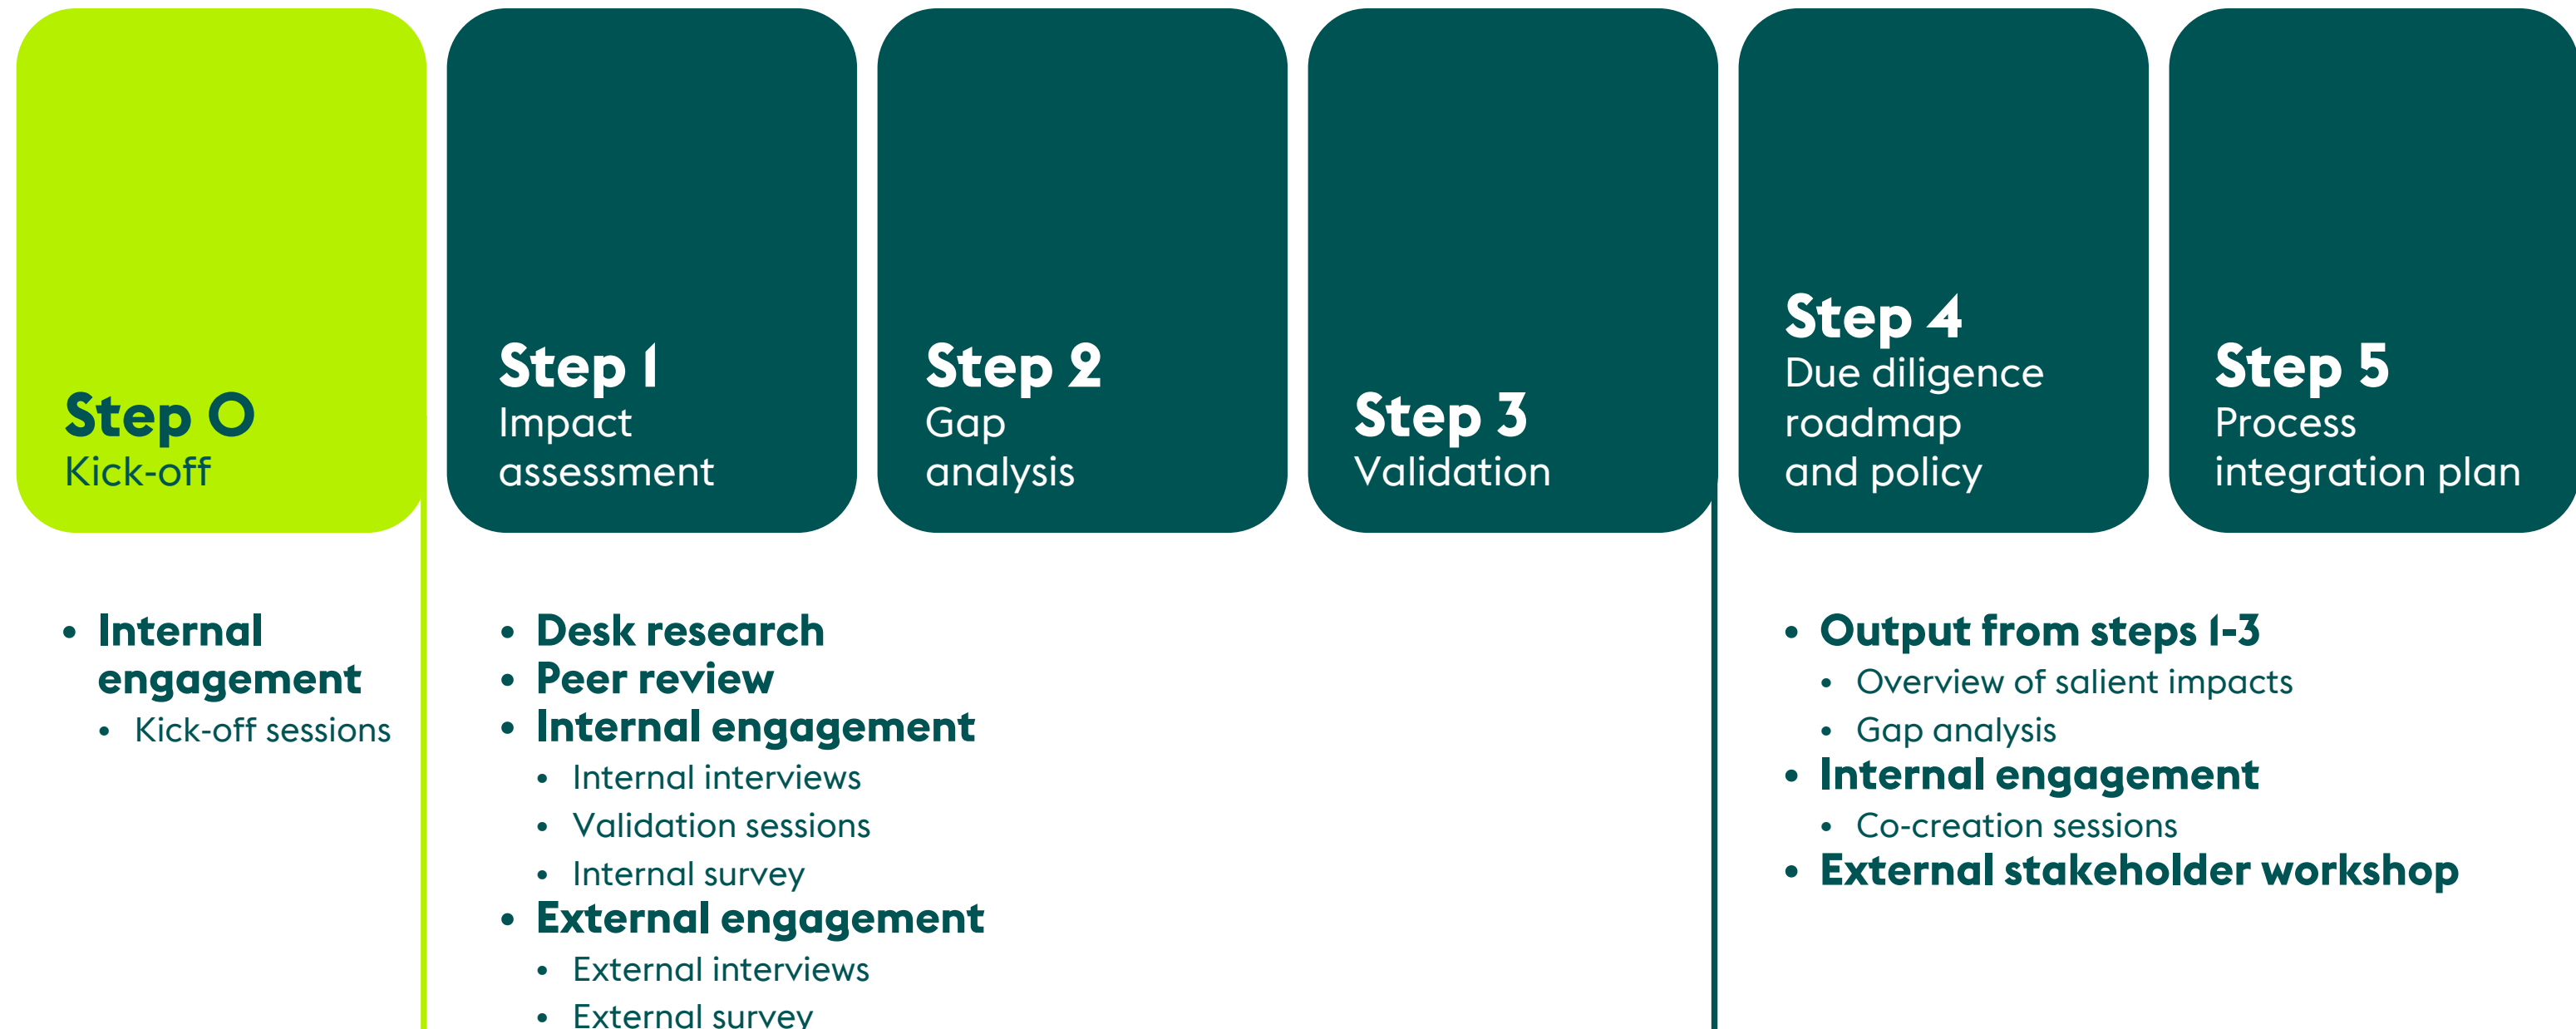 Step 0
Kick-off
Step 1
Impact
assessment
Step 2
Gap
analysis
Step 3
Validation
Step 4
Due diligence
roadmap
and policy
Step 5
Process
integration plan
• Internal
engagement
• Kick-off sessions
• Desk research
• Peer review
• Internal engagement
• Internal interviews
• Validation sessions
• Internal survey
• External engagement
• External interviews
• External survey
• Output from steps 1-3
• Overview of salient impacts
• Gap analysis
• Internal engagement
• Co-creation sessions
• External stakeholder workshop